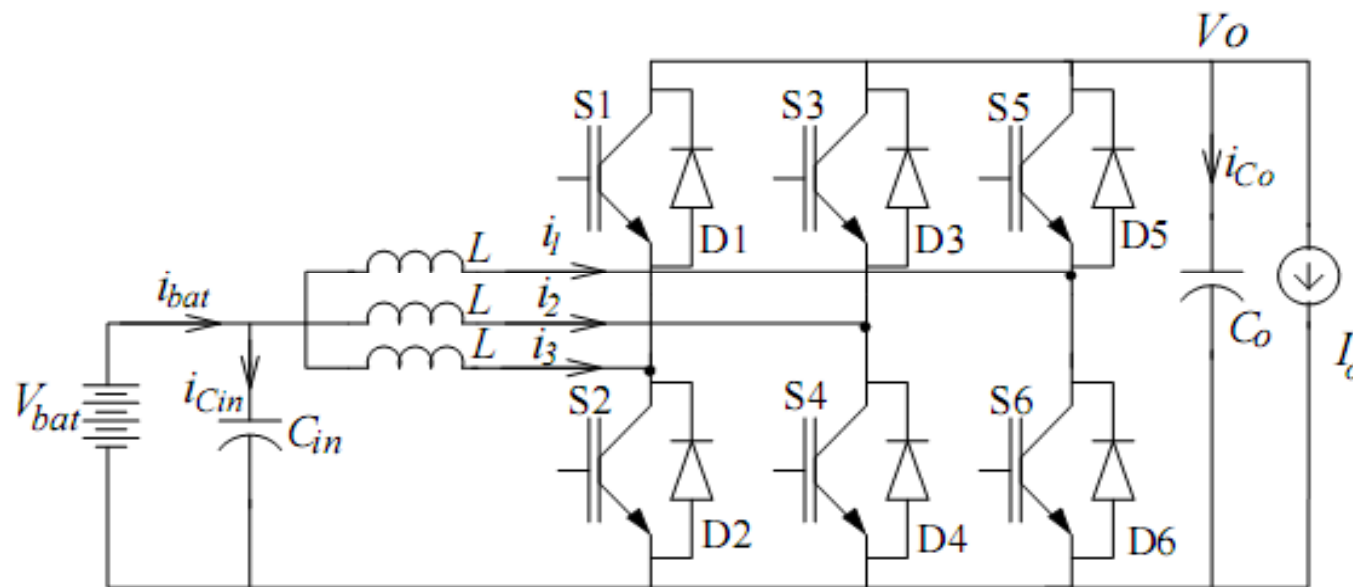 Vo
S1
S3
S5
iCo
D1
D3
D5
L
i1
ibat
L
i2
Co
L
i3
Vbat
iCin
Cin
S2
S4
S6
D2
D4
D6